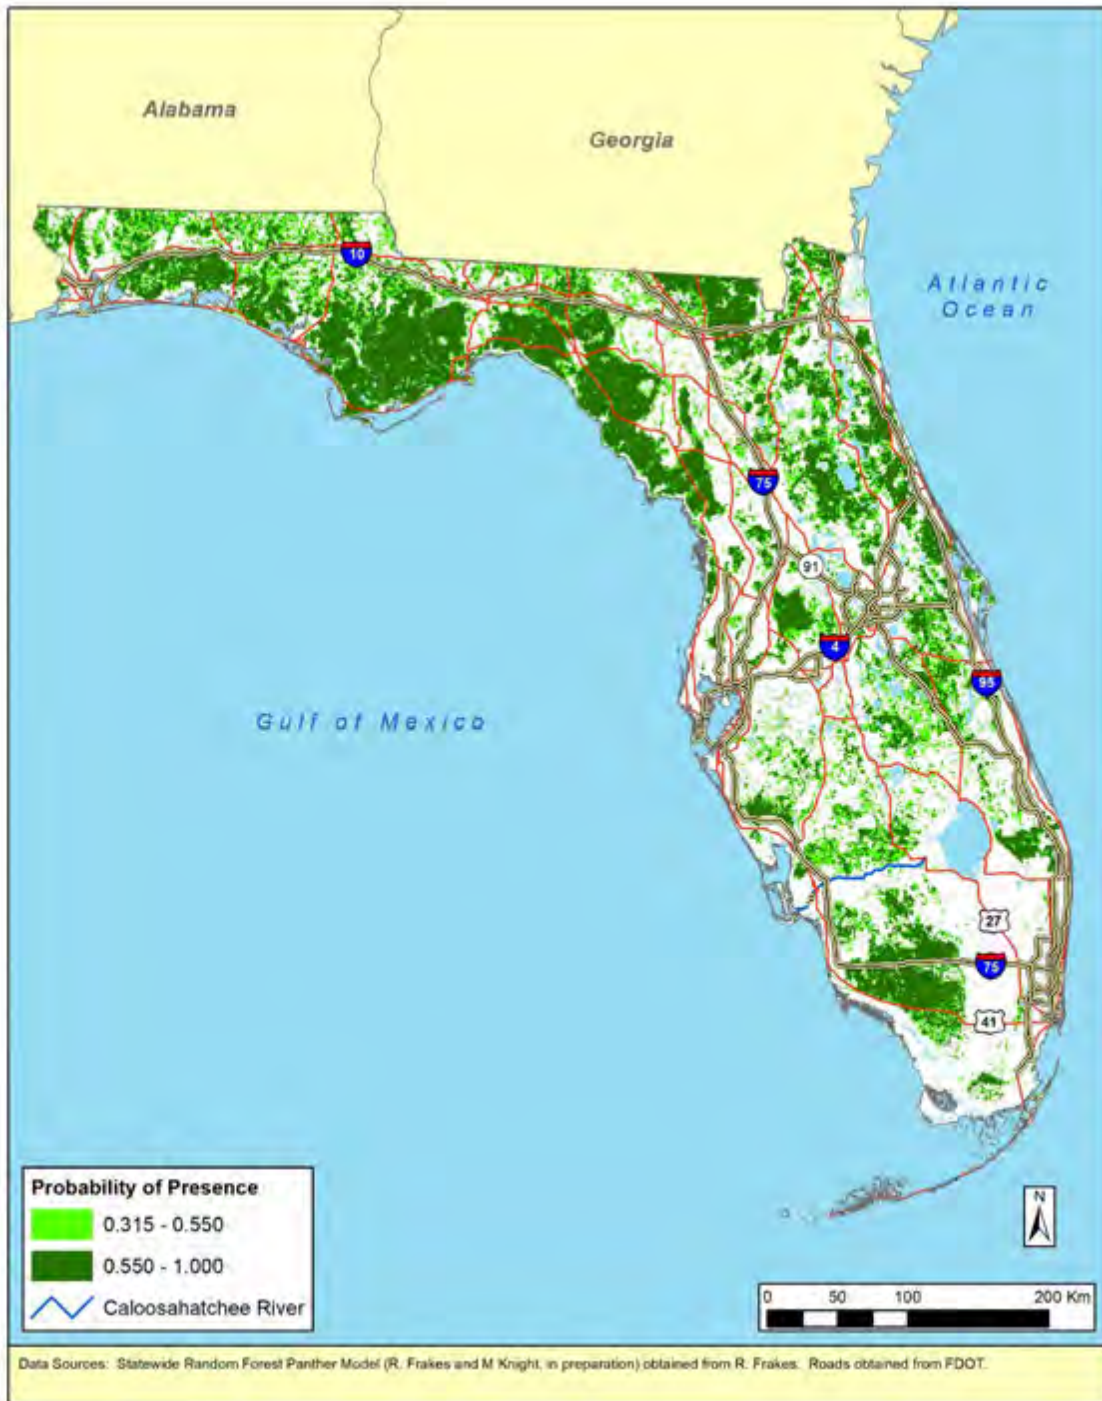 Alabama
Georgia
10
Atlantic
Ocean
75
91
4
95
Gulf of Mexico
27
75
41
Probability of Presence
0.315 - 0.550
0.550 - 1.000
Caloosahatchee River
N
0 50 100 200 Km
Data Sources: Statewide Random Forest Panther Model (R. Frakes and M Knight, in preparation) obtained from R. Frakes. Roads obtained from FDOT.